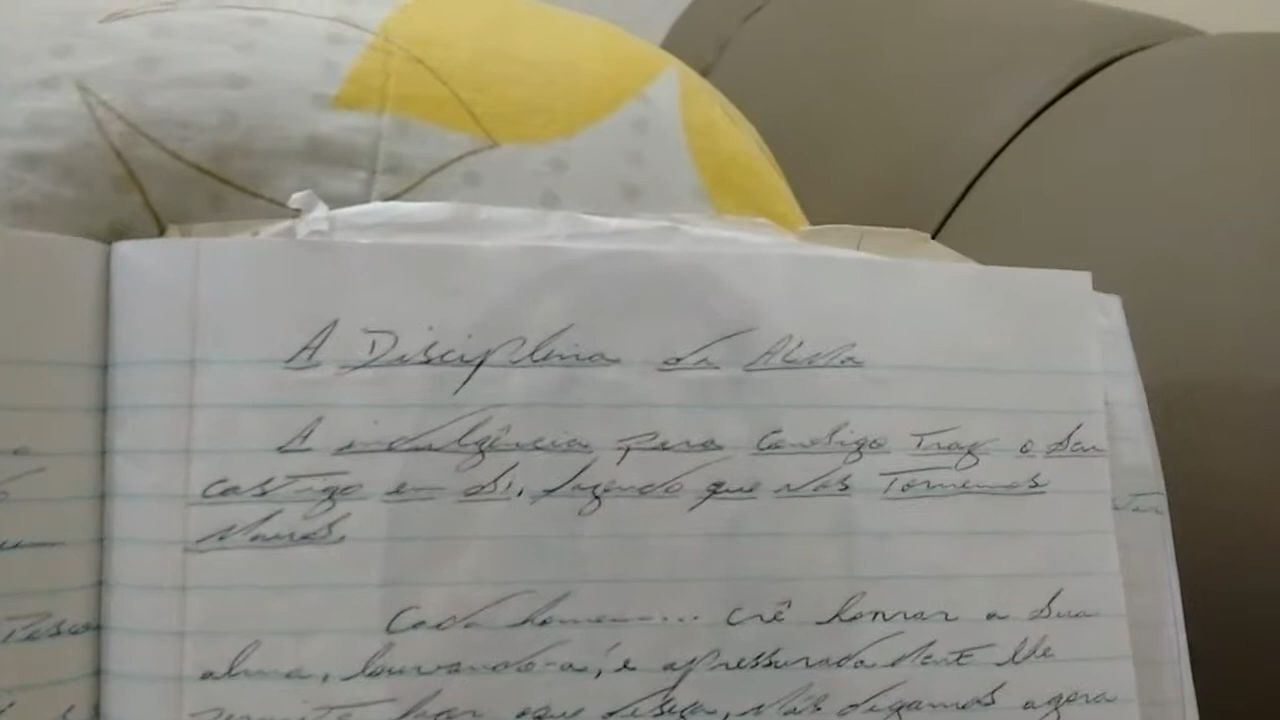 A Disciplina da Alma
A indulgência para Consigo Traz o Seu
castigo em Si, fazendo que nos Tornemos
Maus.
Cada homem... crê honrar a Sua
alma, louvando-a, e apressuradaMente lhe
permite fazer o que deseja, Mas digamos agora